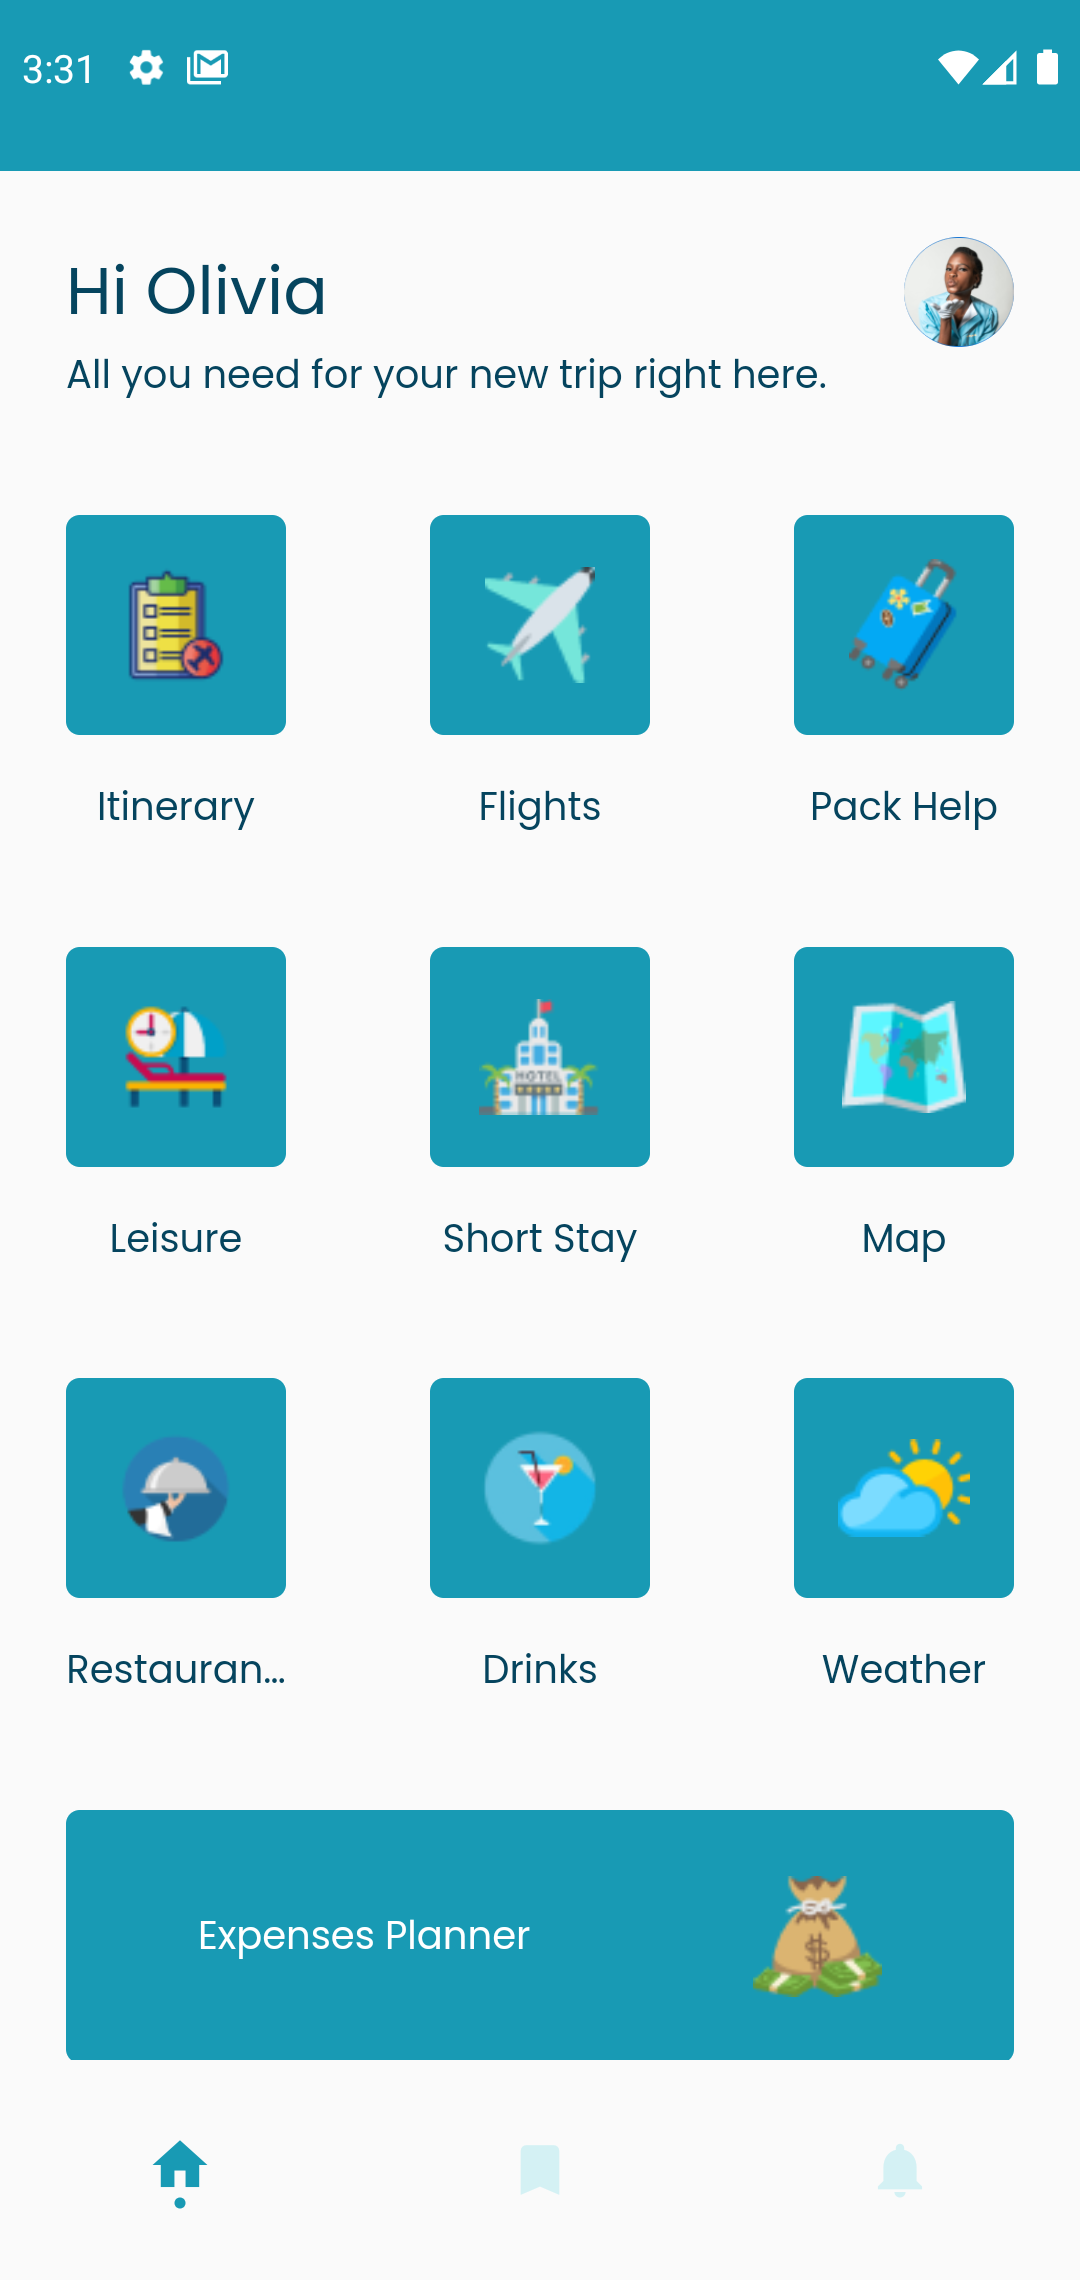 3:31
Hi Olivia
All you need for your new trip right here.
Itinerary
Flights
Pack Help
HOTEL
Leisure
Short Stay
Map
Restauran...
Drinks
Weather
Expenses Planner
$